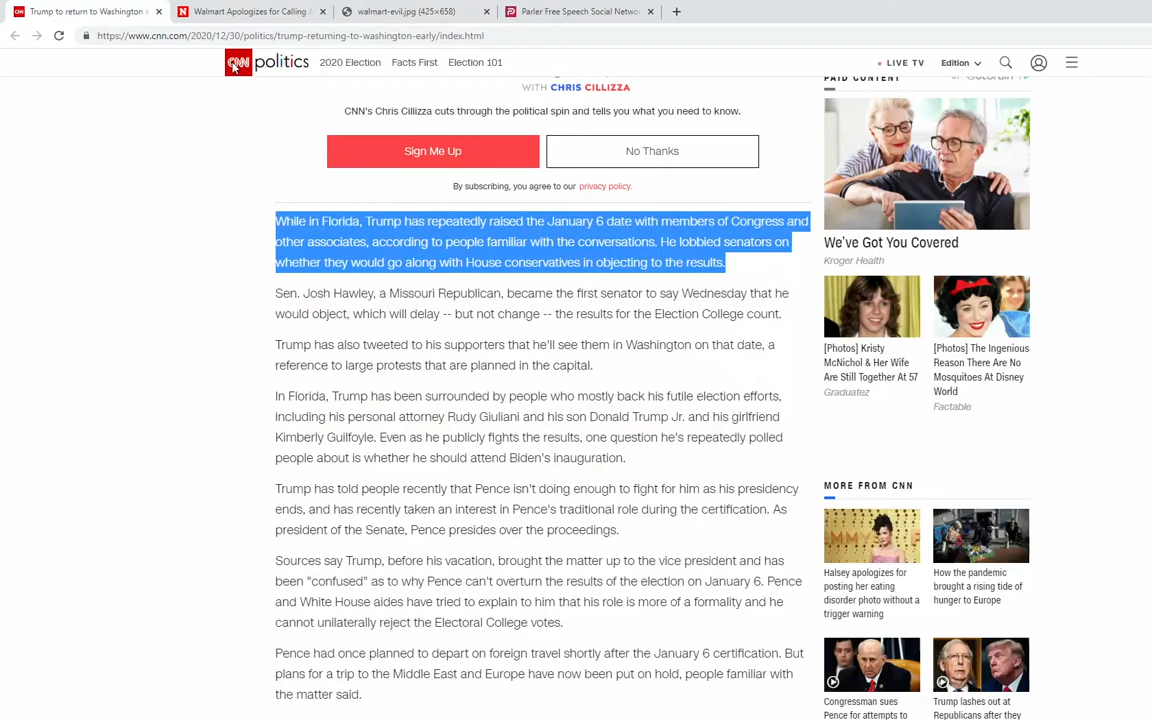 Trump to return to Washington e
Walmart Apologizes for Calling J
walmart-evil.jpg (425×658)
Parler Free Speech Social Networ
https://www.cnn.com/2020/12/30/politics/trump-returning-to-washington-early/index.html
CNN politics 2020 Election Facts First Election 101 LIVE TV Edition
WITH CHRIS CILLIZZA
CNN's Chris Cillizza cuts through the political spin and tells you what you need to know.
Sign Me Up No Thanks
By subscribing, you agree to our privacy policy.
While in Florida, Trump has repeatedly raised the January 6 date with members of Congress and
other associates, according to people familiar with the conversations. He lobbied senators on
whether they would go along with House conservatives in objecting to the results.
Sen. Josh Hawley, a Missouri Republican, became the first senator to say Wednesday that he
would object, which will delay -- but not change -- the results for the Election College count.
Trump has also tweeted to his supporters that he'll see them in Washington on that date, a
reference to large protests that are planned in the capital.
In Florida, Trump has been surrounded by people who mostly back his futile election efforts,
including his personal attorney Rudy Giuliani and his son Donald Trump Jr. and his girlfriend
Kimberly Guilfoyle. Even as he publicly fights the results, one question he's repeatedly polled
people about is whether he should attend Biden's inauguration.
Trump has told people recently that Pence isn't doing enough to fight for him as his presidency
ends, and has recently taken an interest in Pence's traditional role during the certification. As
president of the Senate, Pence presides over the proceedings.
Sources say Trump, before his vacation, brought the matter up to the vice president and has
been "confused" as to why Pence can't overturn the results of the election on January 6. Pence
and White House aides have tried to explain to him that his role is more of a formality and he
cannot unilaterally reject the Electoral College votes.
Pence had once planned to depart on foreign travel shortly after the January 6 certification. But
plans for a trip to the Middle East and Europe have now been put on hold, people familiar with
the matter said.
PAID CONTENT
We've Got You Covered
Kroger Health
[Photos] Kristy
McNichol & Her Wife
Are Still Together At 57
Graduatez
[Photos] The Ingenious
Reason There Are No
Mosquitoes At Disney
World
Factable
MORE FROM CNN
Halsey apologizes for
posting her eating
disorder photo without a
trigger warning
How the pandemic
brought a rising tide of
hunger to Europe
Congressman sues
Pence for attempts to
Trump lashes out at
Republicans after they